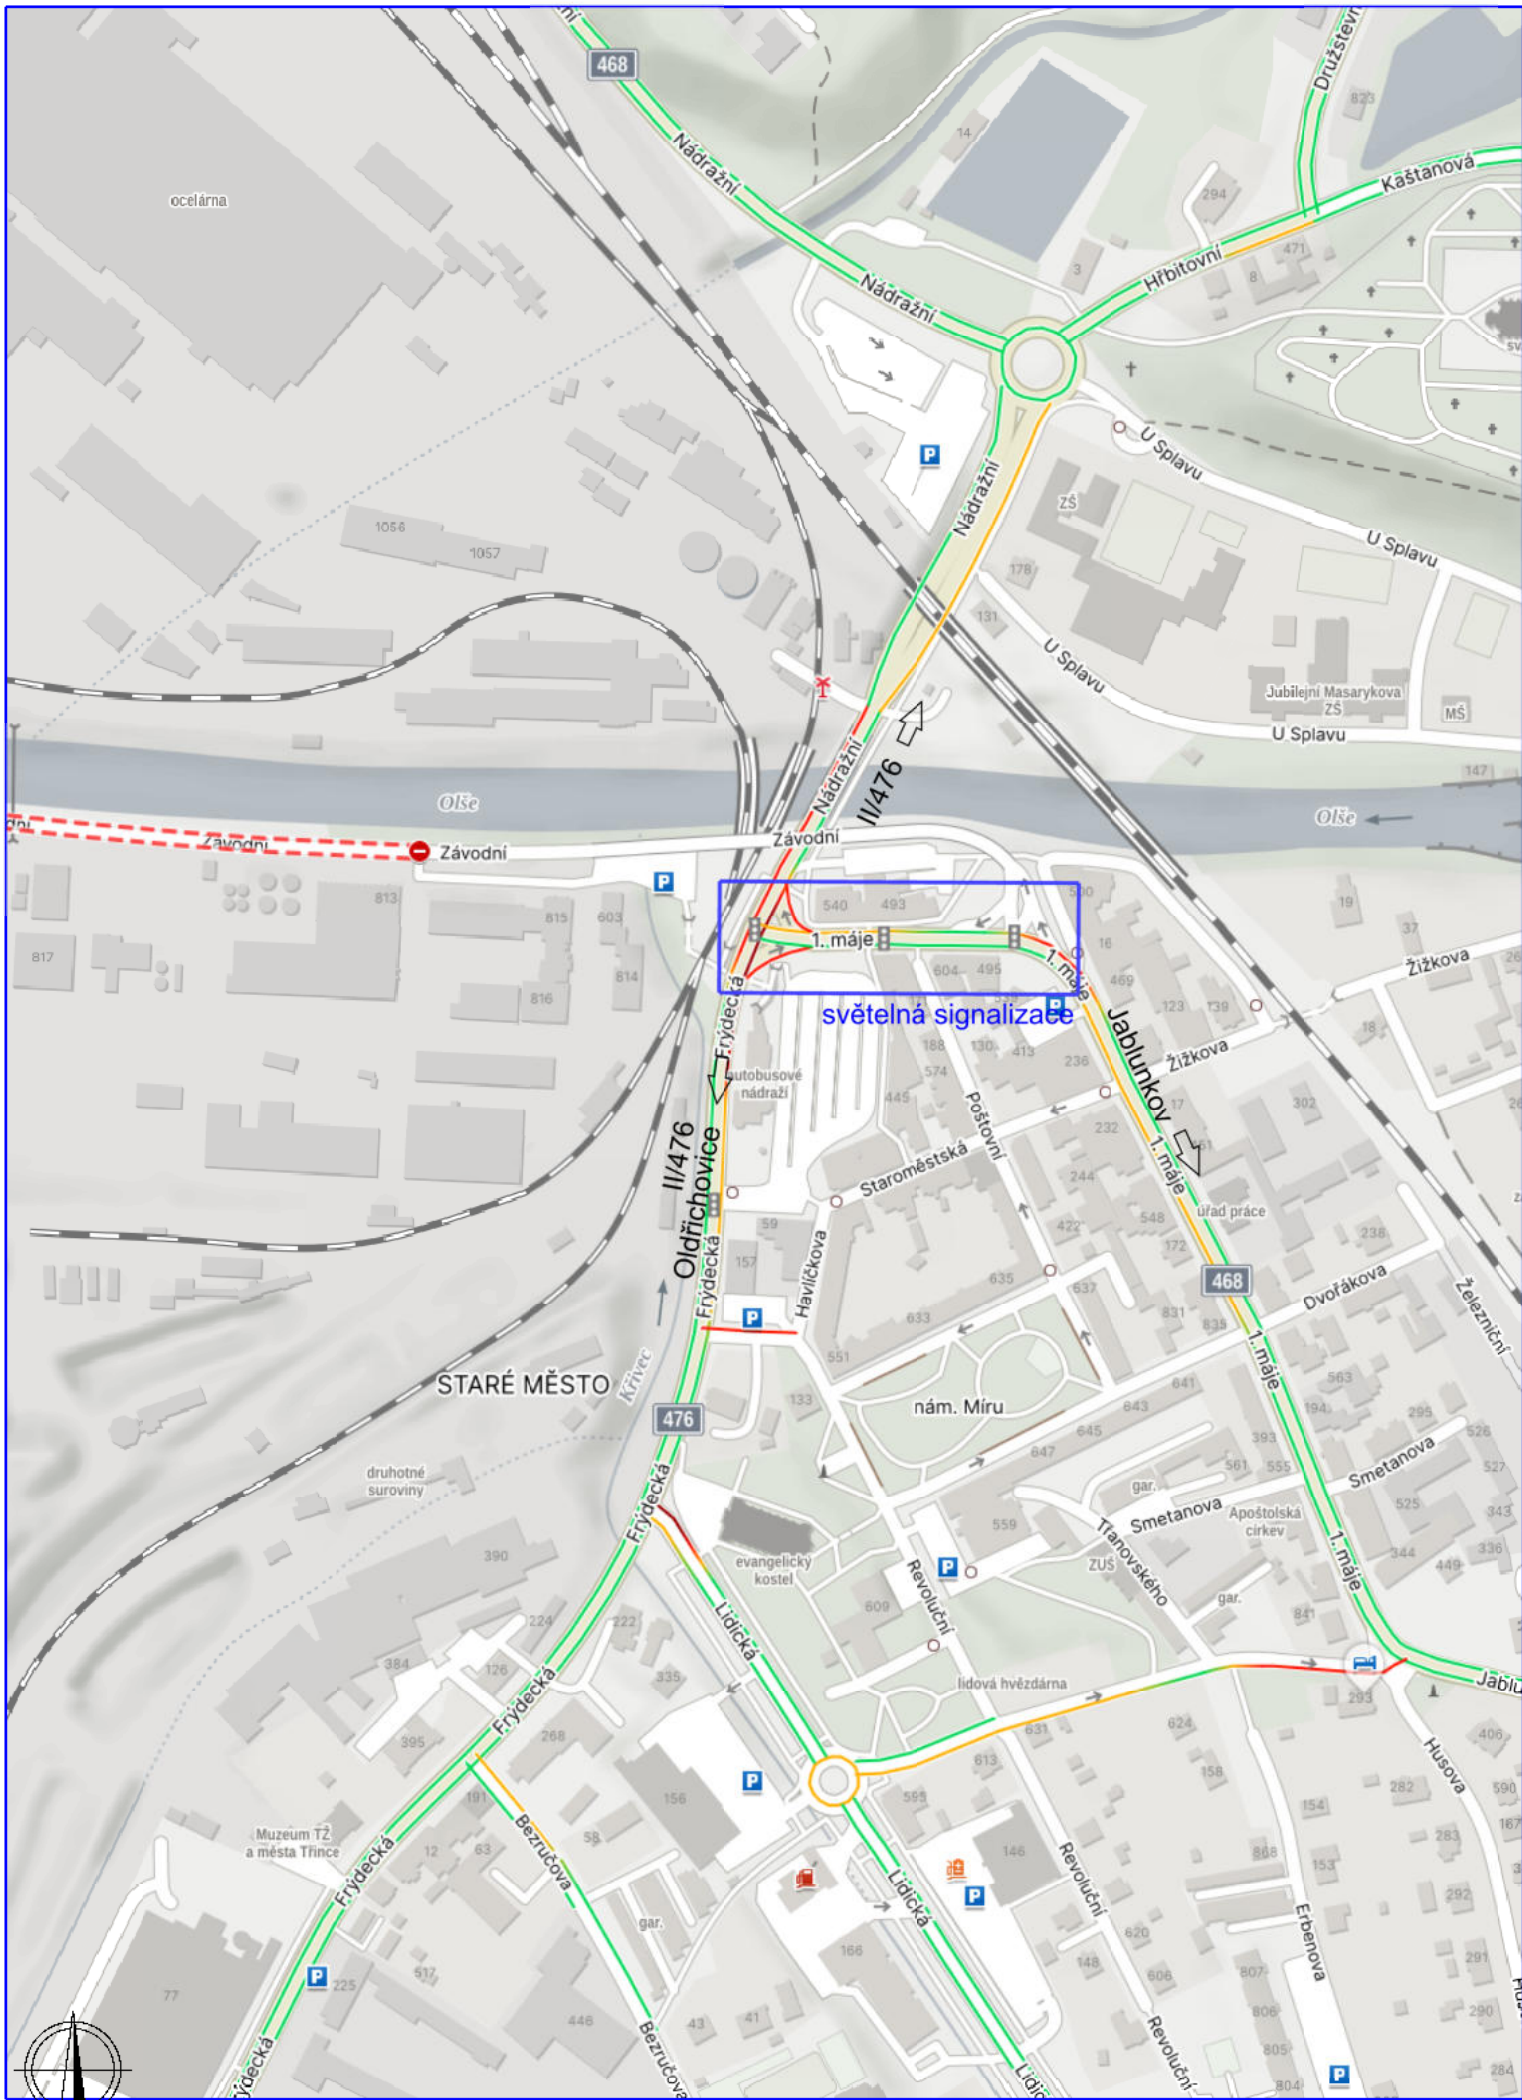 468
Nádražní
Družstevní
823
14
Kaštanová
294
ocelárna
Nádražní
3
Hřbitovní
471
8
P
U Splavu
ZŠ
Nádražní
U Splavu
1056
1057
178
131
U Splavu
Jubilejní Masarykova
ZŠ
MŠ
U Splavu
Nádražní
II/476
147
Olše
Olše
Závodní
Závodní
Závodní
P
813
815
603
817
816
814
540
493
500
1. máje
604
495
1. máje
16
469
19
37
Žižkova
123
139
18
světelná signalizace
P
Frýdecká
Jablunkov
autobusové
nádraží
188
130
413
574
445
236
Žižkova
17
302
Poštovní
232
Staroměstská
244
1. máje
II/476
Oldřichovice
úřad práce
59
157
Havlíčkova
422
548
172
238
Frýdecká
635
637
468
Dvořákova
Železniční
P
633
831
835
551
1. máje
STARÉ MĚSTO
Křivec
133
nám. Míru
641
643
645
647
563
194
295
476
393
526
druhotné
suroviny
561
555
Smetanova
527
gar.
Smetanova
525
343
Frýdecká
559
Apoštolská
církev
390
evangelický
kostel
Revoluční
P
Tranovského
ZUŠ
1. máje
344
449
336
609
gar.
841
224
222
Lidická
384
126
335
lidová hvězdárna
293
Frýdecká
395
268
631
624
406
613
158
Husova
P
156
595
282
590
191
154
Muzeum TŽ
a města Třince
12
63
Bezručova
58
146
868
283
167
Frýdecká
153
Lidická
P
Revoluční
292
gar.
166
620
Erbenova
P
225
517
148
606
807
291
77
446
43
41
806
290
Bezručova
Revoluční
805
804
284
P